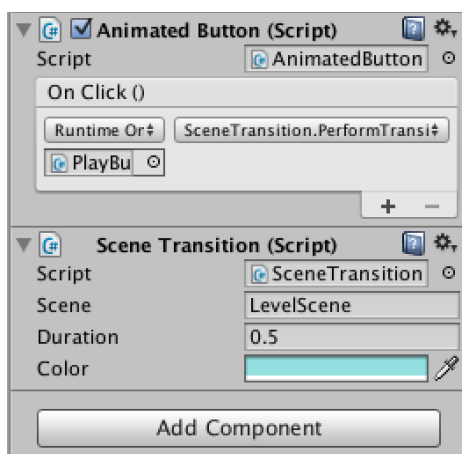 Animated Button (Script)
Script AnimatedButton
On Click ()
Runtime Or SceneTransition.PerformTransi
PlayBu
+ −
Scene Transition (Script)
Script SceneTransition
Scene LevelScene
Duration 0.5
Color
Add Component